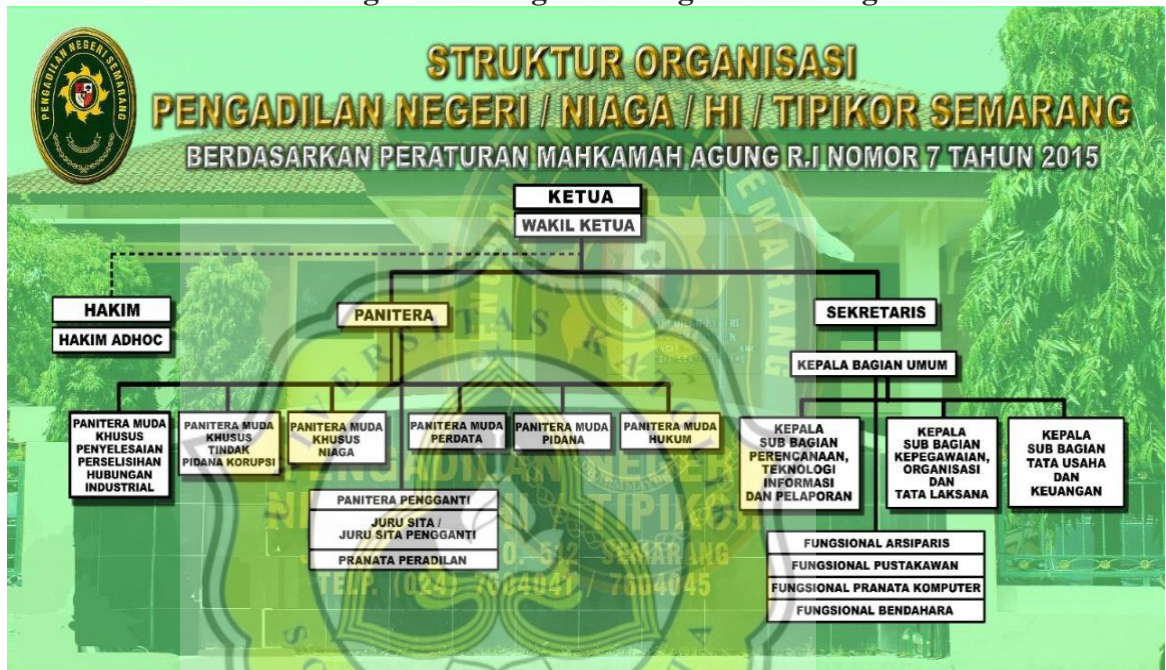 PENGADILAN NEGERI SEMARANG
STRUKTUR ORGANISASI
PENGADILAN NEGERI / NIAGA / HI / TIPIKOR SEMARANG
BERDASARKAN PERATURAN MAHKAMAH AGUNG R.I NOMOR 7 TAHUN 2015
KETUA
WAKIL KETUA
HAKIM
HAKIM ADHOC
PANITERA
SEKRETARIS
KEPALA BAGIAN UMUM
PANITERA MUDA
KHUSUS
PENYELESAIAN
PERSELISIHAN
HUBUNGAN
INDUSTRIAL
PANITERA MUDA
KHUSUS
TINDAK
PIDANA KORUPSI
PANITERA MUDA
KHUSUS
NIAGA
PANITERA MUDA
PERDATA
PANITERA MUDA
PIDANA
PANITERA MUDA
HUKUM
KEPALA
SUB BAGIAN
PERENCANAAN,
TEKNOLOGI
INFORMASI
DAN PELAPORAN
KEPALA
SUB BAGIAN
KEPEGAWAIAN,
ORGANISASI
DAN
TATA LAKSANA
KEPALA
SUB BAGIAN
TATA USAHA
DAN
KEUANGAN
PANITERA PENGGANTI
JURU SITA /
JURU SITA PENGGANTI
PRANATA PERADILAN
FUNGSIONAL ARSIPARIS
FUNGSIONAL PUSTAKAWAN
FUNGSIONAL PRANATA KOMPUTER
FUNGSIONAL BENDAHARA
PENGADILAN NEGERI
TIPIKOR
SEMARANG
TELP. (024)